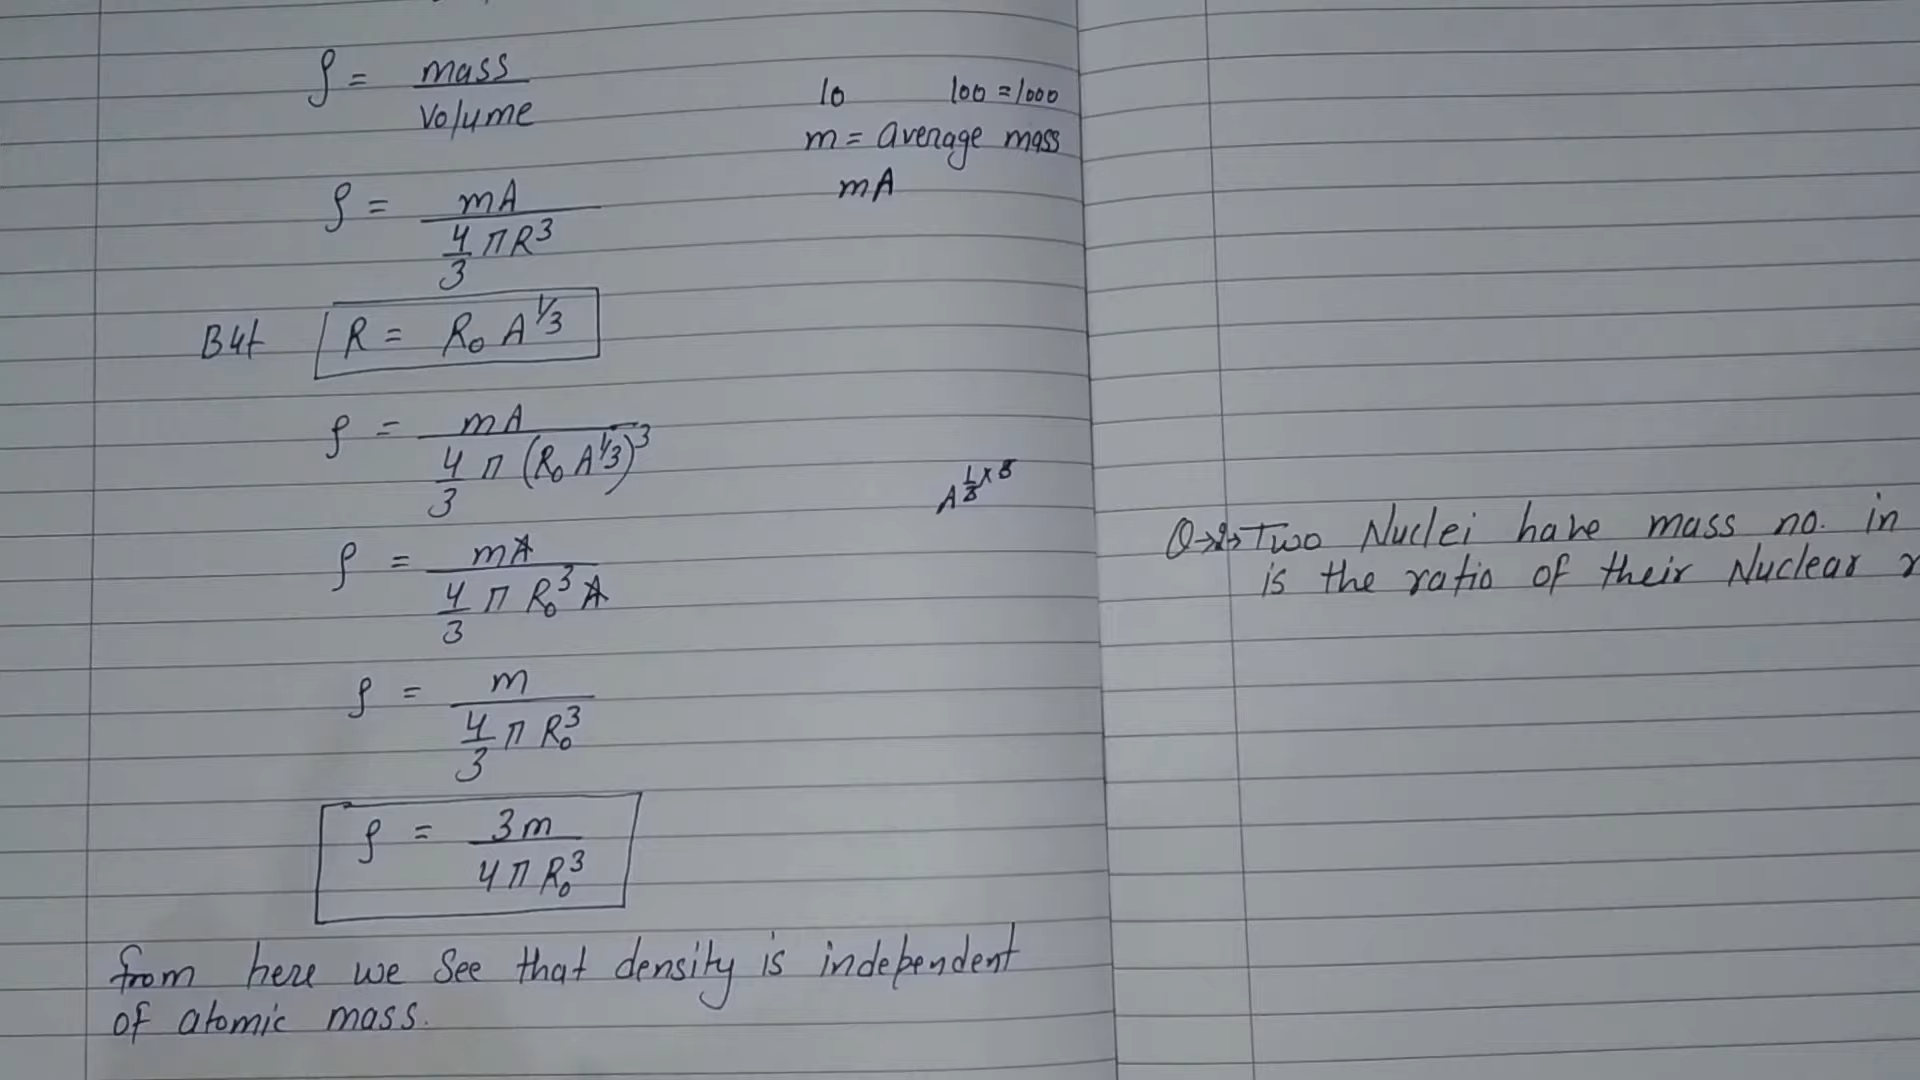 ρ = mass / volume
10 100 = 1000
m = average mass
mA
ρ = mA / (4/3 π R³)
But R = R₀ A^1/3
ρ = mA / (4/3 π (R₀ A^1/3)³)
A^1/3 × 3
ρ = mA / (4/3 π R₀³ A)
ρ = m / (4/3 π R₀³)
ρ = 3m / (4 π R₀³)
from here we see that density is independent
of atomic mass.
Two Nuclei have mass no. in
is the ratio of their Nuclear